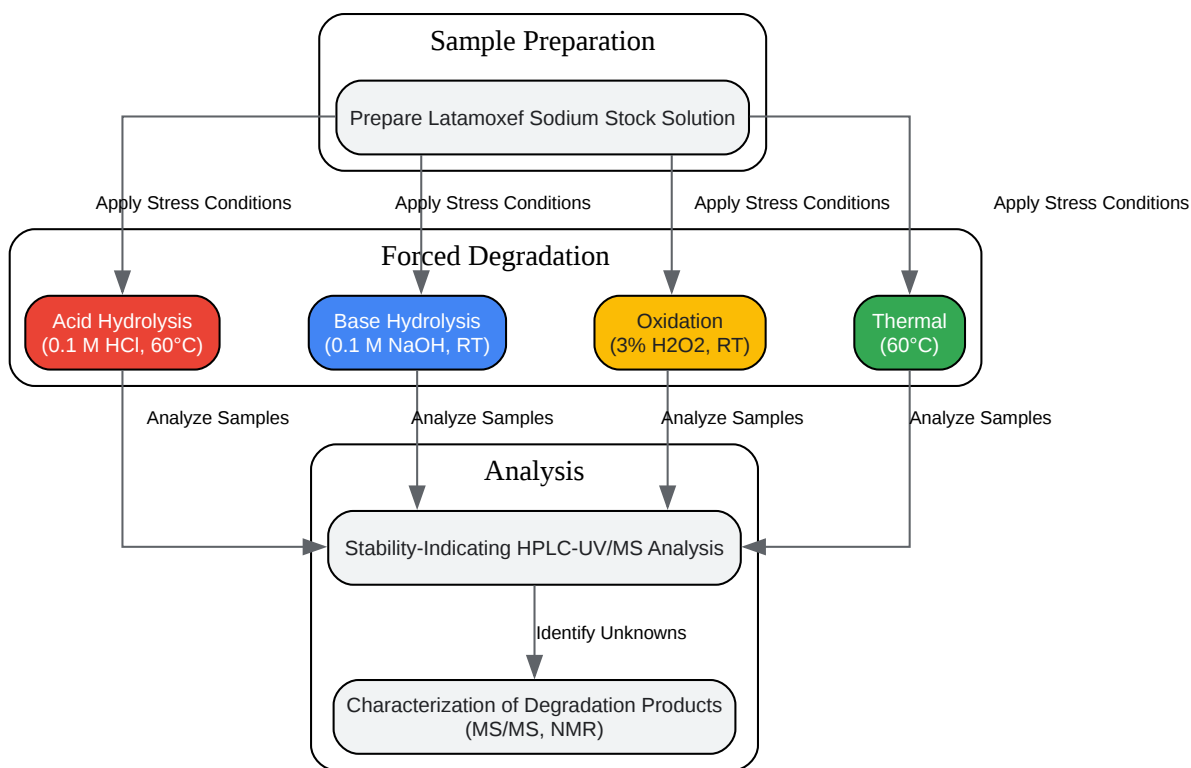 Sample Preparation
Prepare Latamoxef Sodium Stock Solution
Apply Stress Conditions
Apply Stress Conditions
Apply Stress Conditions
Apply Stress Conditions
Forced Degradation
Acid Hydrolysis
(0.1 M HCl, 60°C)
Base Hydrolysis
(0.1 M NaOH, RT)
Oxidation
(3% H2O2, RT)
Thermal
(60°C)
Analyze Samples
Analyze Samples
Analyze Samples
Analyze Samples
Analysis
Stability-Indicating HPLC-UV/MS Analysis
Identify Unknowns
Characterization of Degradation Products
(MS/MS, NMR)